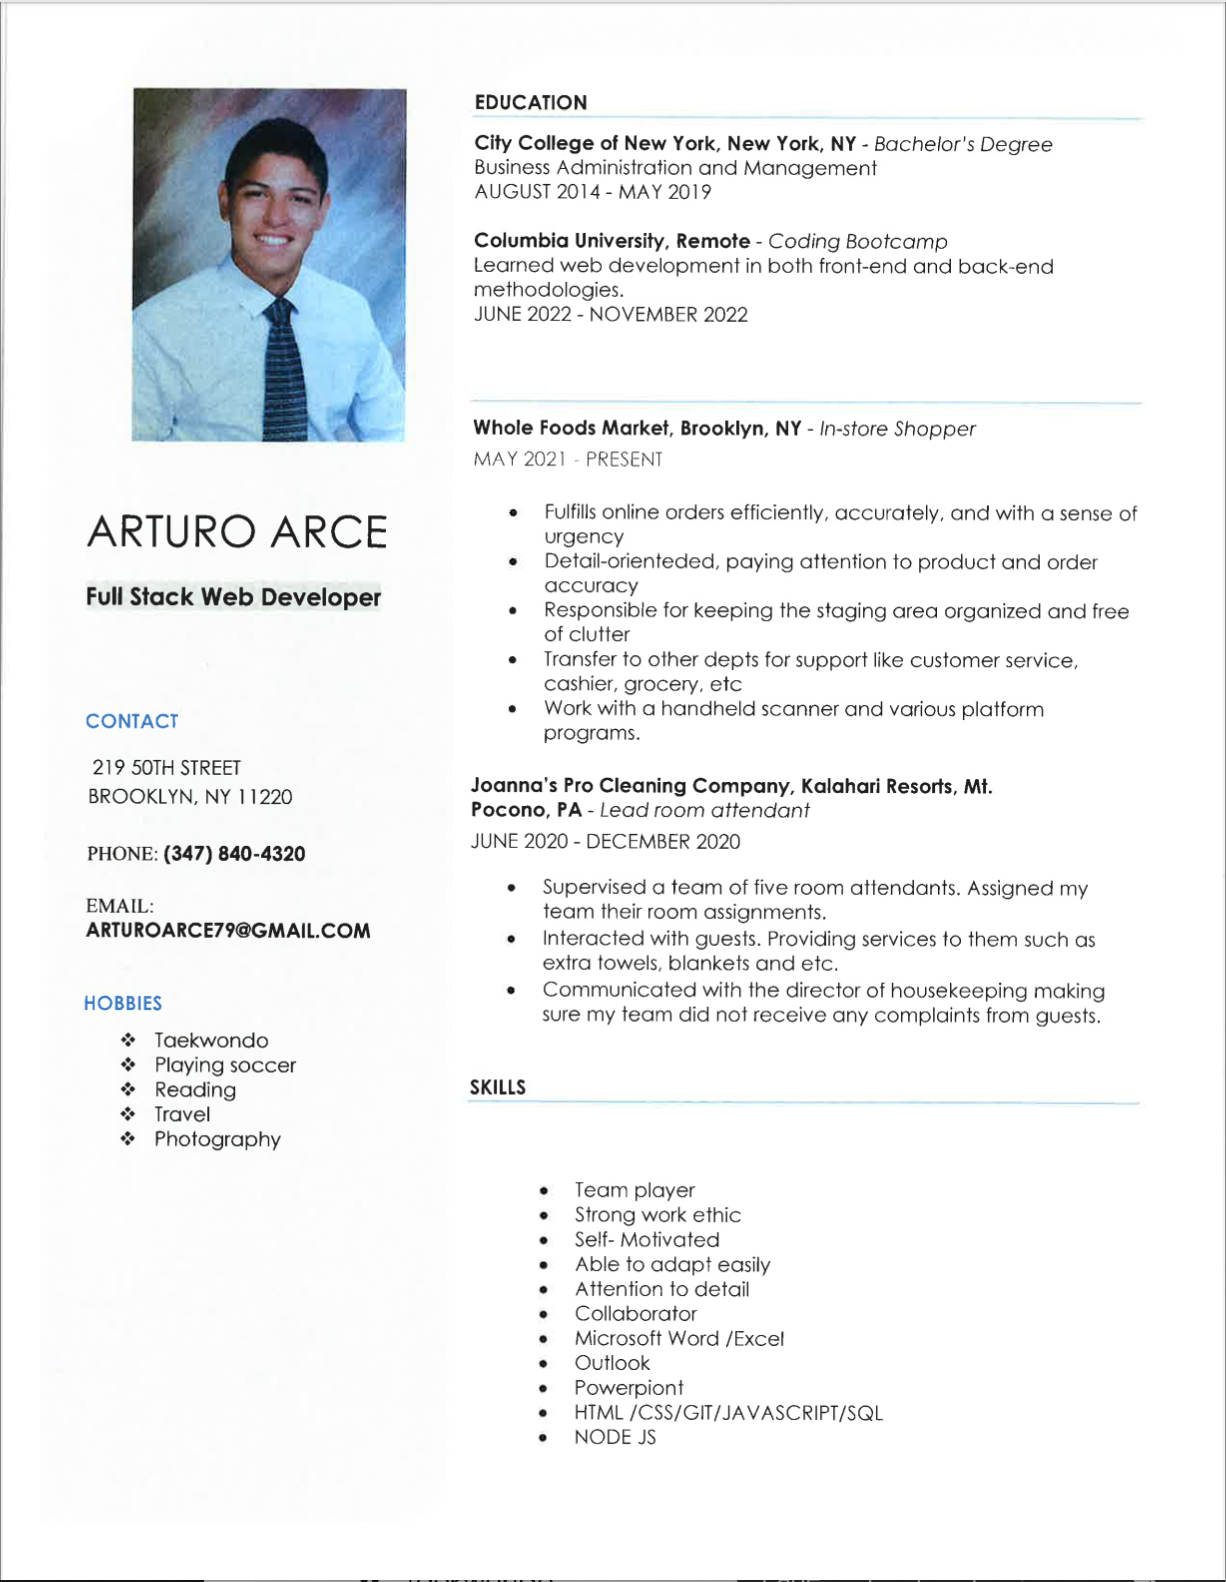 ARTURO ARCE
Full Stack Web Developer
CONTACT
219 50TH STREET
BROOKLYN, NY 11220
PHONE: (347) 840-4320
EMAIL:
ARTUROARCE79@GMAIL.COM
HOBBIES
❖ Taekwondo
❖ Playing soccer
❖ Reading
❖ Travel
❖ Photography
EDUCATION
City College of New York, New York, NY - Bachelor's Degree
Business Administration and Management
AUGUST 2014 - MAY 2019
Columbia University, Remote - Coding Bootcamp
Learned web development in both front-end and back-end
methodologies.
JUNE 2022 - NOVEMBER 2022
Whole Foods Market, Brooklyn, NY - In-store Shopper
MAY 2021 - PRESENT
• Fulfills online orders efficiently, accurately, and with a sense of
urgency
• Detail-orienteded, paying attention to product and order
accuracy
• Responsible for keeping the staging area organized and free
of clutter
• Transfer to other depts for support like customer service,
cashier, grocery, etc
• Work with a handheld scanner and various platform
programs.
Joanna's Pro Cleaning Company, Kalahari Resorts, Mt.
Pocono, PA - Lead room attendant
JUNE 2020 - DECEMBER 2020
• Supervised a team of five room attendants. Assigned my
team their room assignments.
• Interacted with guests. Providing services to them such as
extra towels, blankets and etc.
• Communicated with the director of housekeeping making
sure my team did not receive any complaints from guests.
SKILLS
• Team player
• Strong work ethic
• Self- Motivated
• Able to adapt easily
• Attention to detail
• Collaborator
• Microsoft Word /Excel
• Outlook
• Powerpiont
• HTML /CSS/GIT/JAVASCRIPT/SQL
• NODE JS